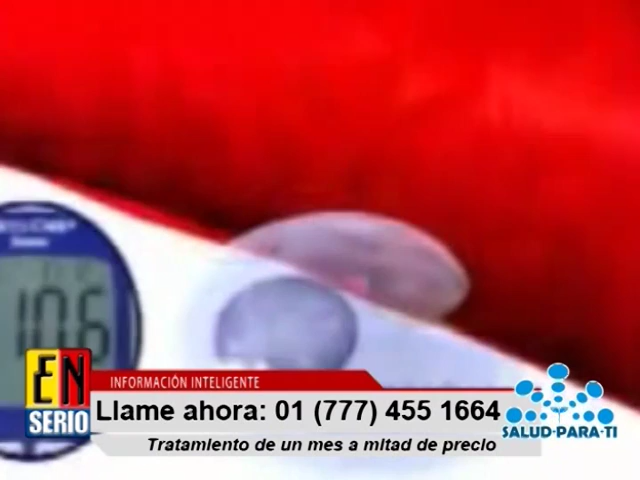 106
EN
SERIO
INFORMACIÓN INTELIGENTE
Llame ahora: 01 (777) 455 1664
Tratamiento de un mes a mitad de precio
SALUD·PARA·TI